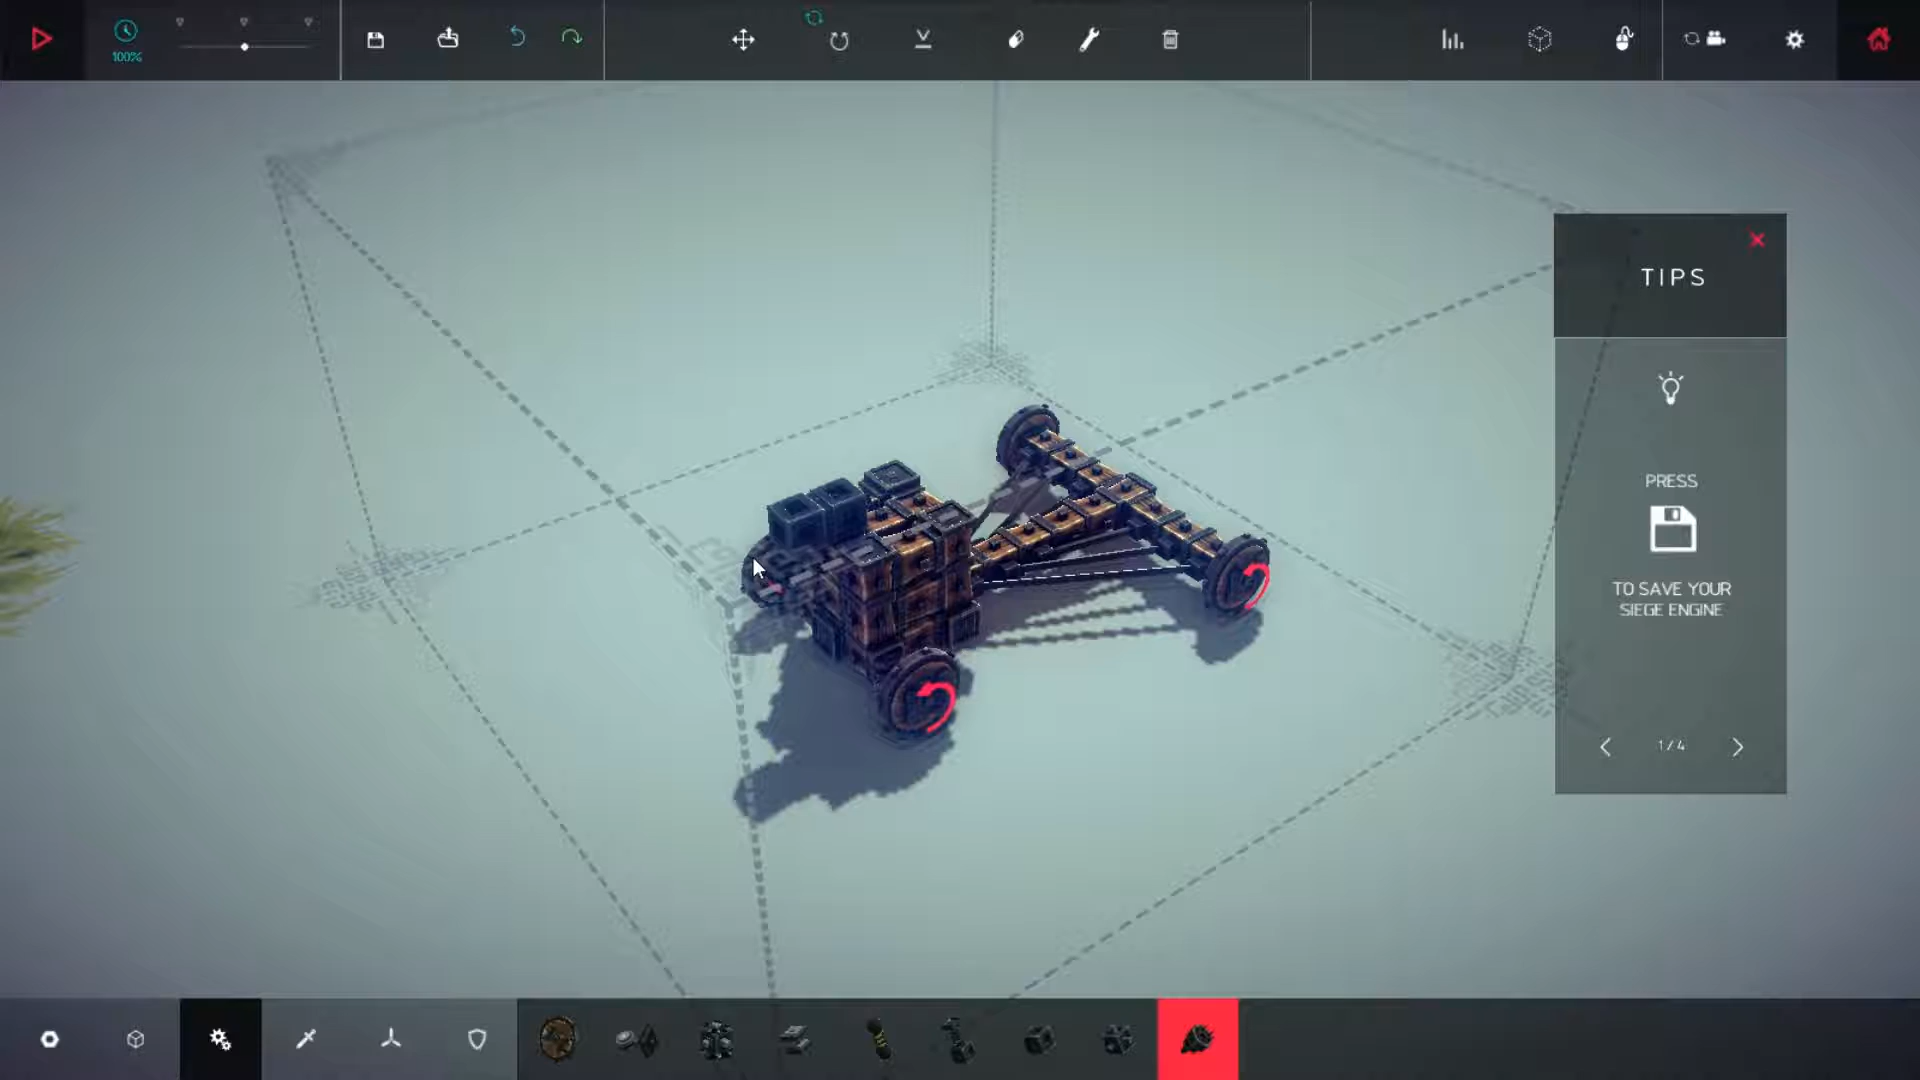 100%
TIPS
PRESS
TO SAVE YOUR
SIEGE ENGINE
1/4